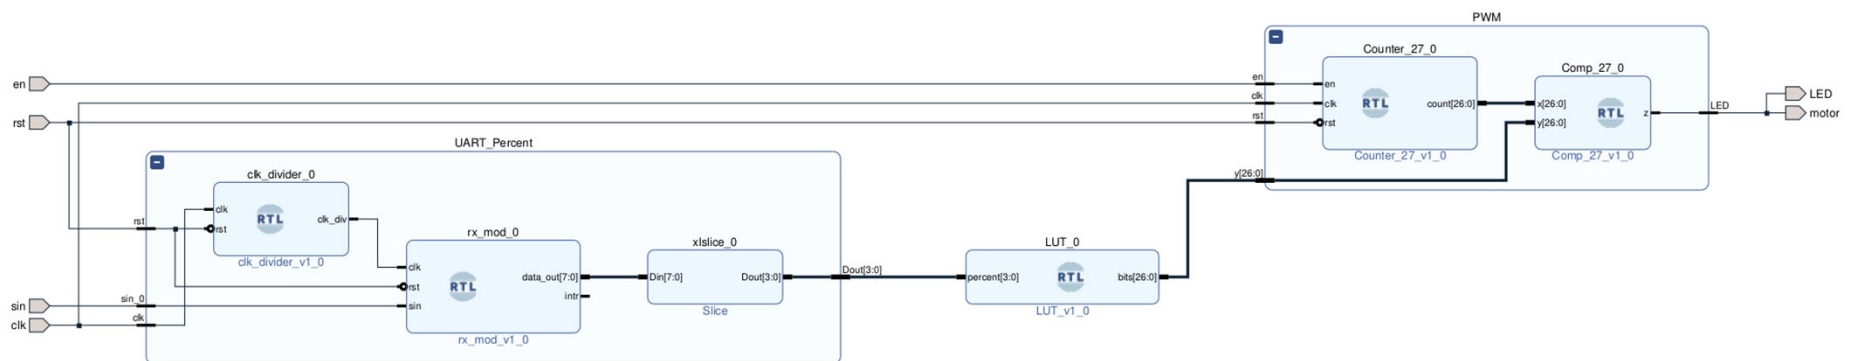 PWM
Counter_27_0
Comp_27_0
en
en
en
clk
clk
rst
rst
rst
RTL
count[26:0]
x[26:0]
y[26:0]
RTL
z
LED
LED
motor
Counter_27_v1_0
Comp_27_v1_0
y[26:0]
UART_Percent
clk_divider_0
clk
rst
rst
RTL
clk_div
clk_divider_v1_0
rx_mod_0
clk
rst
sin
RTL
data_out[7:0]
intr
rx_mod_v1_0
xlslice_0
Din[7:0]
Dout[3:0]
Slice
Dout[3:0]
LUT_0
percent[3:0]
RTL
bits[26:0]
LUT_v1_0
sin
sin_0
clk
clk